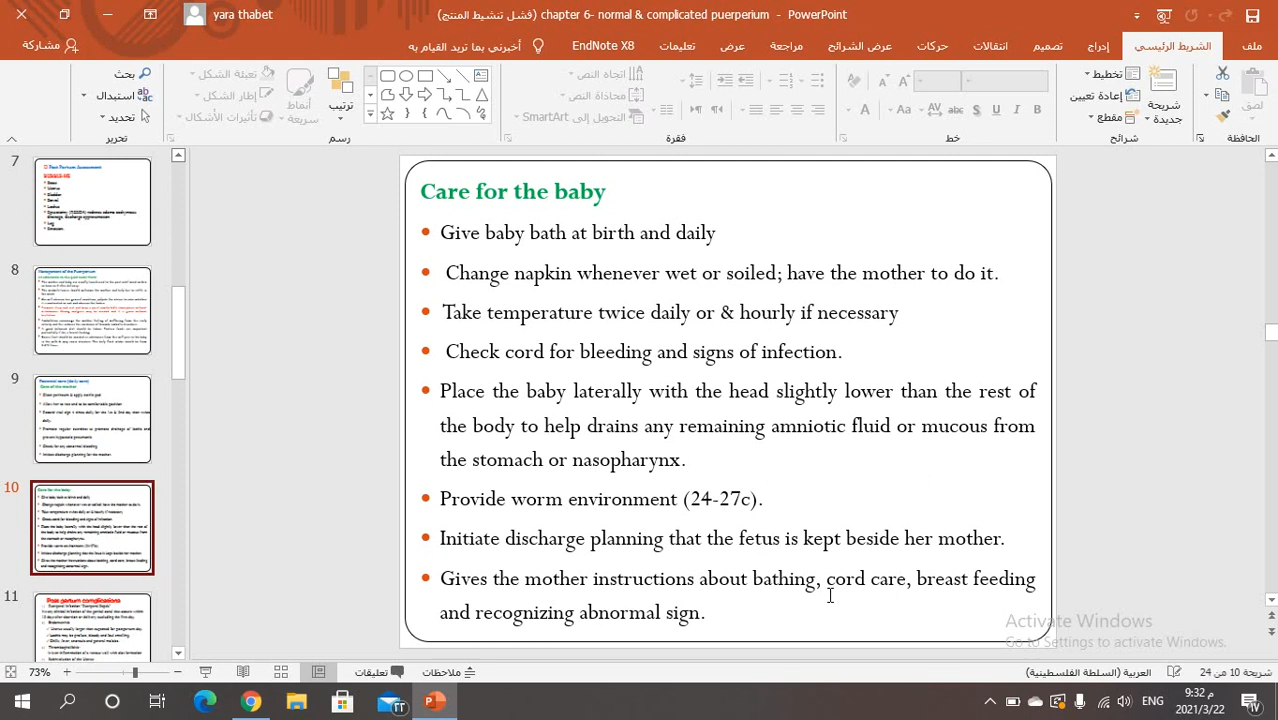 yara thabet
chapter 6- normal & complicated puerperium - PowerPoint (فشل تنشيط المنتج)
ملف
الشريط الرئيسي
إدراج
تصميم
انتقالات
حركات
عرض الشرائح
مراجعة
عرض
تعليمات
EndNote X8
أخبرني بما تريد القيام به
مشاركة
لصق
الحافظة
شريحة جديدة
تخطيط
إعادة تعيين
مقطع
شرائح
خط
اتجاه النص
محاذاة النص
التحويل إلى SmartArt
فقرة
ترتيب
أنماط سريعة
تعبئة الشكل
إطار الشكل
تأثيرات الأشكال
رسم
بحث
استبدال
تحديد
تحرير
7
8
9
10
11
Care for the baby
Give baby bath at birth and daily
Change napkin whenever wet or soiled; have the mother to do it.
Take temperature twice daily or & hourly if necessary
Check cord for bleeding and signs of infection.
Place the baby laterally with the head slightly lower than the rest of
the body to help drains any remaining amniotic fluid or mucous from
the stomach or nasopharynx.
Provide warm environment (24-27c)
Initiate discharge planning that the fetus is kept beside her mother.
Gives the mother instructions about bathing, cord care, breast feeding
and recognizing abnormal sign.
Activate Windows
Go to Settings to activate Windows.
شريحة 10 من 24
العربية (السلطة الفلسطينية)
ملاحظات
تعليقات
73%
ENG
9:32 م
2021/3/22